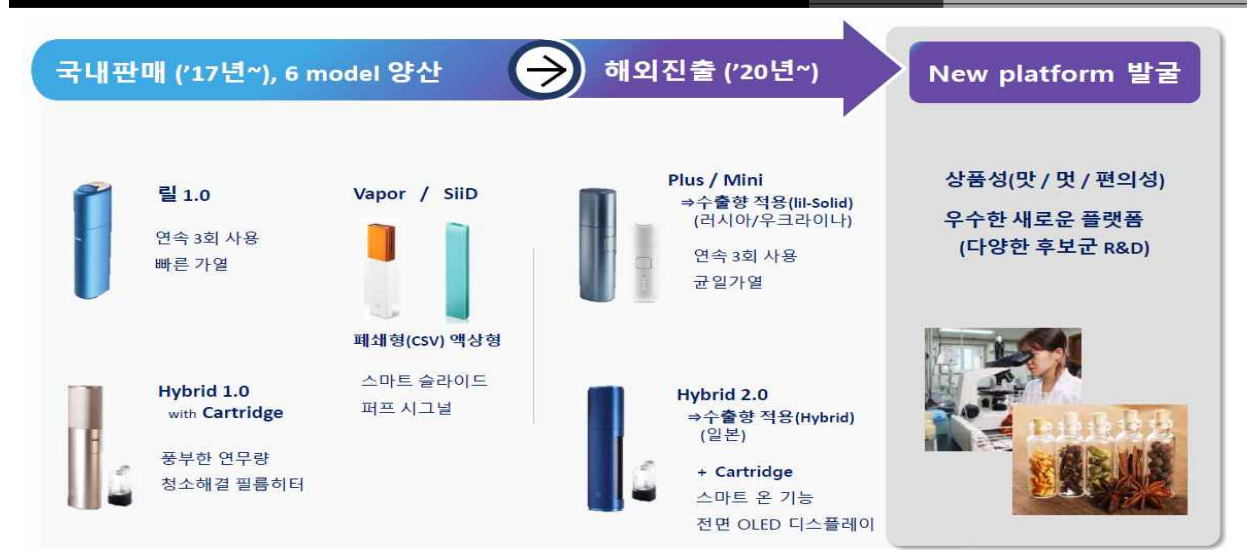 국내판매 ('17년~), 6 model 양산
해외진출 ('20년~)
New platform 발굴
릴 1.0
연속 3회 사용
빠른 가열
Hybrid 1.0
with Cartridge
풍부한 연무량
청소해결 필름히터
Vapor / SiiD
폐쇄형(CSV) 액상형
스마트 슬라이드
퍼프 시그널
Plus / Mini
⇒수출향 적용(lil-Solid)
(러시아/우크라이나)
연속 3회 사용
균일가열
Hybrid 2.0
⇒수출향 적용(Hybrid)
(일본)
+ Cartridge
스마트 온 기능
전면 OLED 디스플레이
상품성(맛 / 멋 / 편의성)
우수한 새로운 플랫폼
(다양한 후보군 R&D)